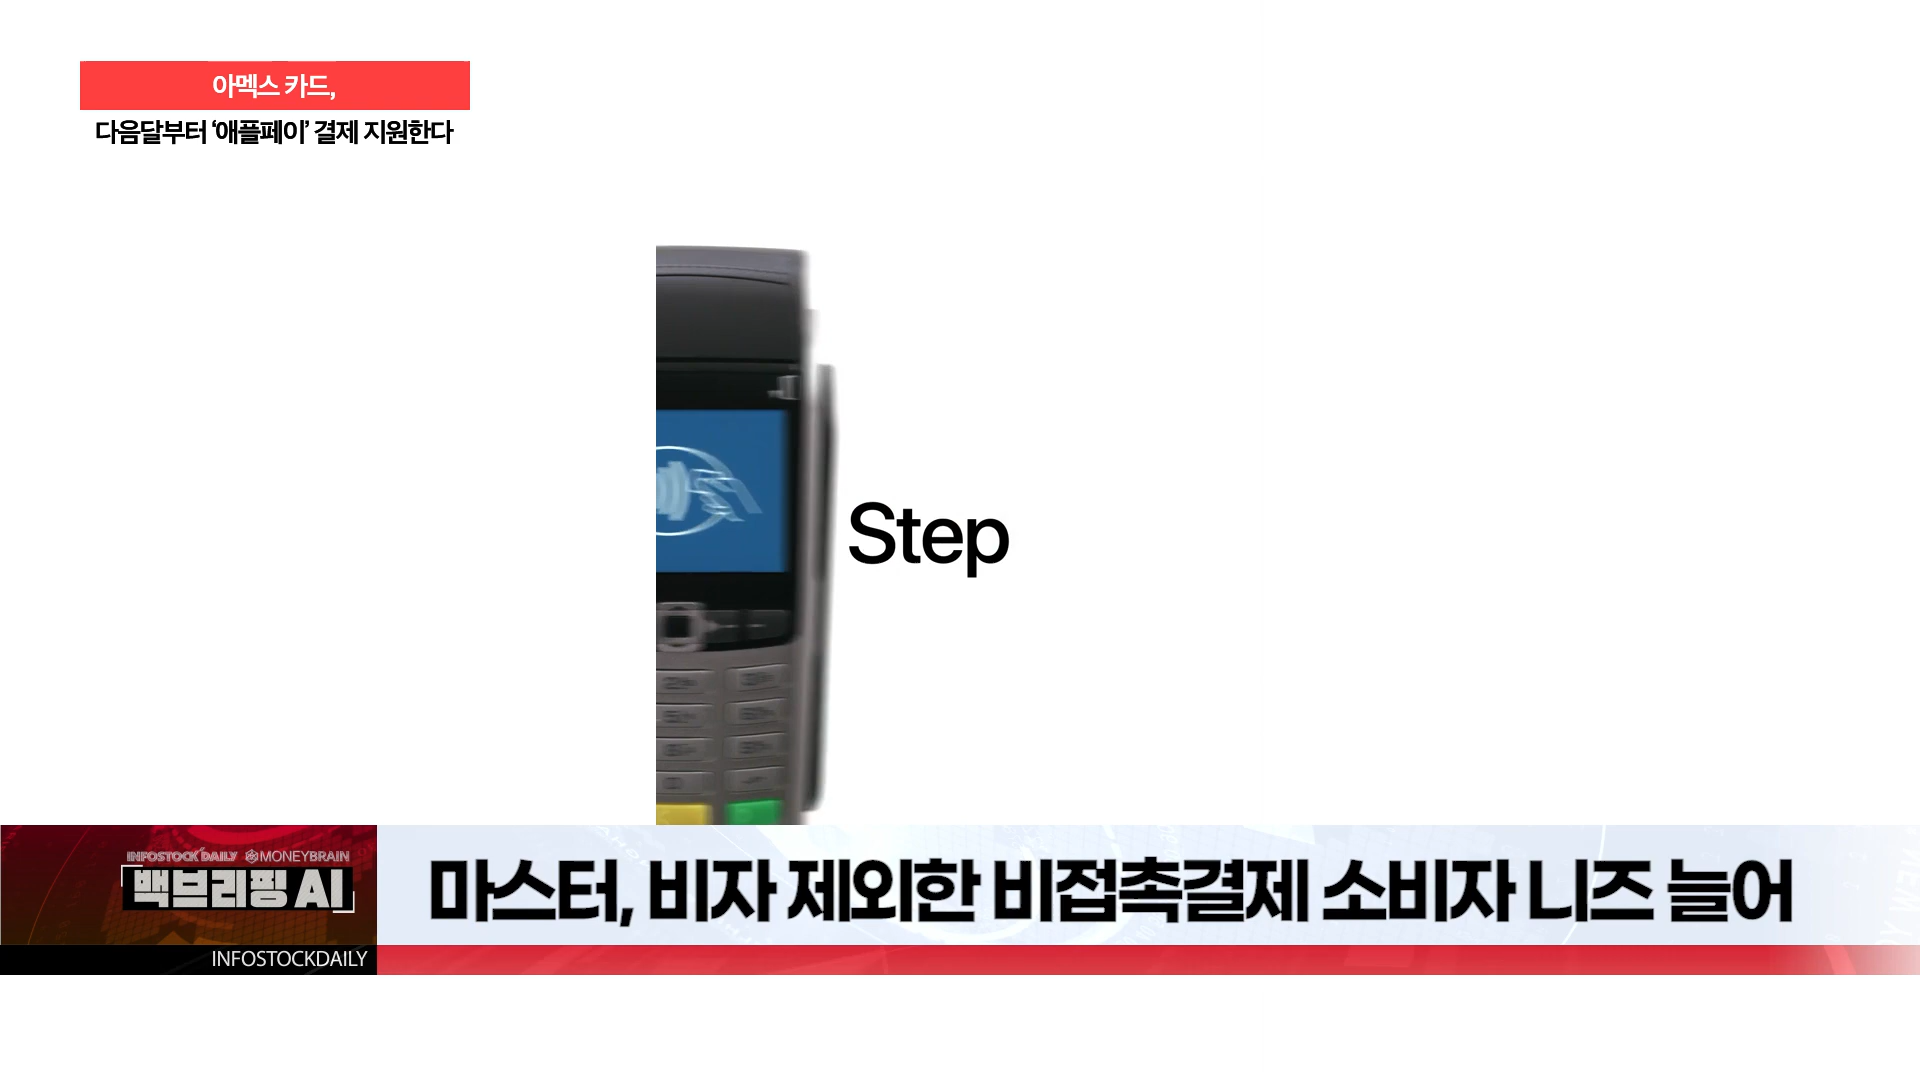 아멕스 카드,
다음달부터 ‘애플페이’ 결제 지원한다
Step
INFOSTOCK DAILY MONEYBRAIN
백브리핑 AI
마스터, 비자 제외한 비접촉결제 소비자 니즈 늘어
INFOSTOCKDAILY